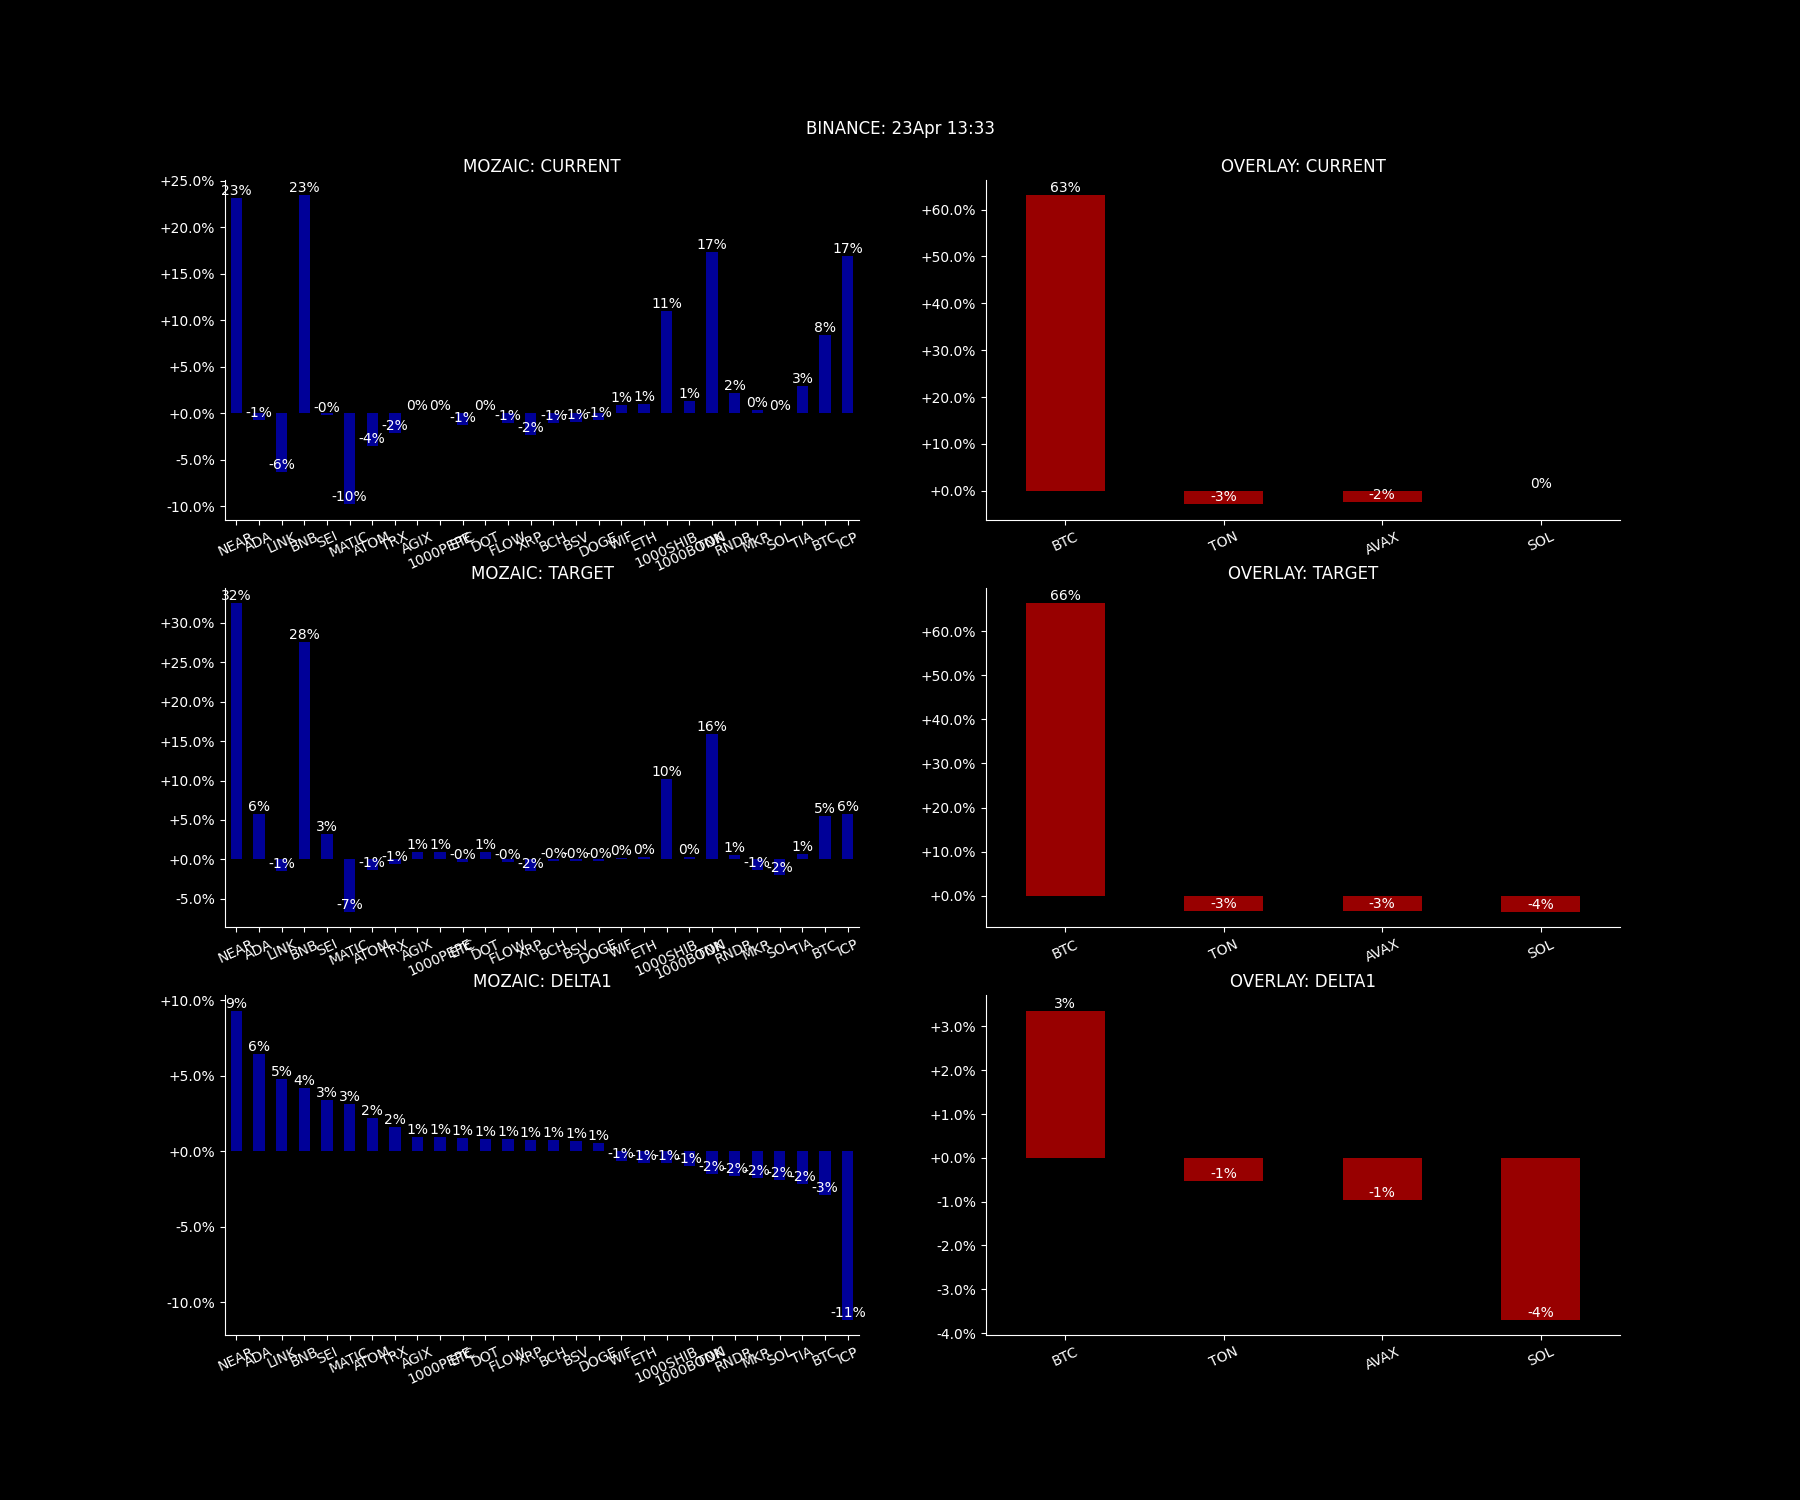 BINANCE: 23Apr 13:33
MOZAIC: CURRENT
+25.0%
+20.0%
+15.0%
+10.0%
+5.0%
+0.0%
-5.0%
-10.0%
23% -1% -6% 23% -0% -10% -4% -2% 0% 0% -1% 0% -1% -2% -1% -1% -1% 1% 1% 11% 1% 17% 2% 0% 0% 3% 8% 17%
NEAR ADA LINK BNB SEI MATIC ATOM TRX AGIX 1000PEPE DOT FLOW XRP BCH BSV DOGE WIF ETH 1000SHIB 1000BONK TON RNDR MKR SOL TIA BTC ICP
OVERLAY: CURRENT
+60.0%
+50.0%
+40.0%
+30.0%
+20.0%
+10.0%
+0.0%
63% -3% -2% 0%
BTC TON AVAX SOL
MOZAIC: TARGET
+30.0%
+25.0%
+20.0%
+15.0%
+10.0%
+5.0%
+0.0%
-5.0%
32% 6% -1% 28% 3% -7% -1% -1% 1% 1% -0% 1% -0% -2% -0% -0% -0% 0% 0% 10% 0% 16% 1% -1% -2% 1% 5% 6%
NEAR ADA LINK BNB SEI MATIC ATOM TRX AGIX 1000PEPE DOT FLOW XRP BCH BSV DOGE WIF ETH 1000SHIB 1000BONK TON RNDR MKR SOL TIA BTC ICP
OVERLAY: TARGET
+60.0%
+50.0%
+40.0%
+30.0%
+20.0%
+10.0%
+0.0%
66% -3% -3% -4%
BTC TON AVAX SOL
MOZAIC: DELTA1
+10.0%
+5.0%
+0.0%
-5.0%
-10.0%
9% 6% 5% 4% 3% 3% 2% 2% 1% 1% 1% 1% 1% 1% 1% 1% 1% -1% -1% -1% -1% -2% -2% -2% -2% -2% -3% -11%
NEAR ADA LINK BNB SEI MATIC ATOM TRX AGIX 1000PEPE DOT FLOW XRP BCH BSV DOGE WIF ETH 1000SHIB 1000BONK TON RNDR MKR SOL TIA BTC ICP
OVERLAY: DELTA1
+3.0%
+2.0%
+1.0%
+0.0%
-1.0%
-2.0%
-3.0%
-4.0%
3% -1% -1% -4%
BTC TON AVAX SOL